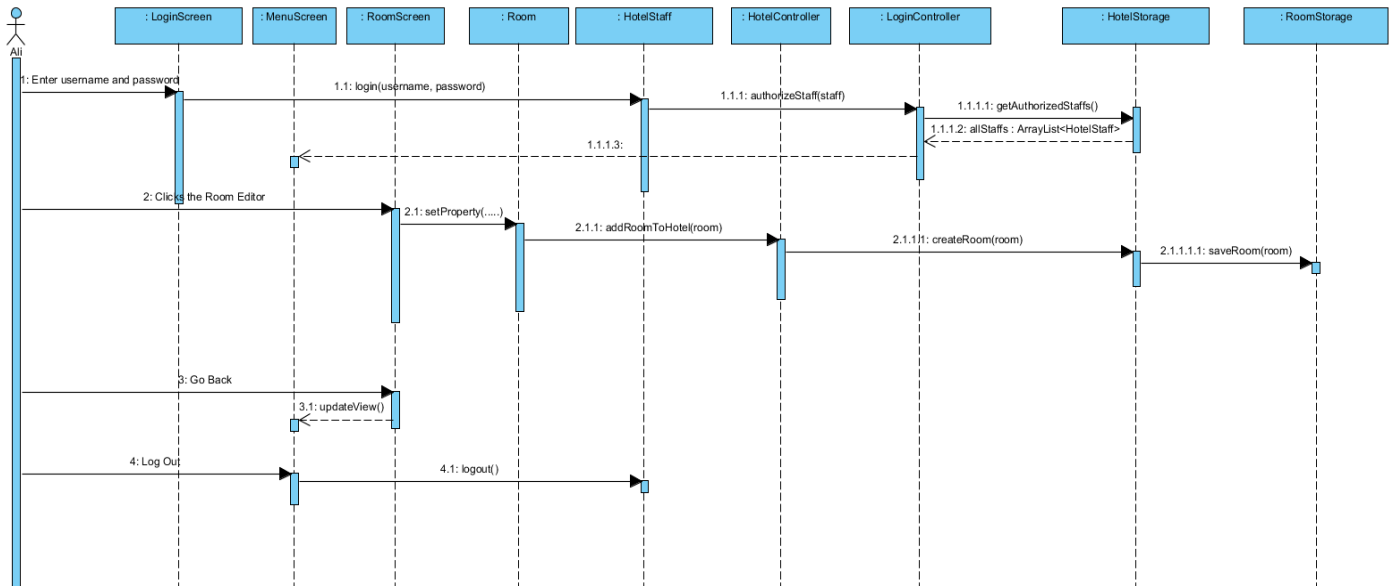 : LoginScreen
: MenuScreen
: RoomScreen
: Room
: HotelStaff
: HotelController
: LoginController
: HotelStorage
: RoomStorage
Ali
1: Enter username and password
1.1: login(username, password)
1.1.1: authorizeStaff(staff)
1.1.1.1: getAuthorizedStaffs()
1.1.1.2: allStaffs : ArrayList<HotelStaff>
1.1.1.3:
2: Clicks the Room Editor
2.1: setProperty(.....)
2.1.1: addRoomToHotel(room)
2.1.1.1: createRoom(room)
2.1.1.1.1: saveRoom(room)
3: Go Back
3.1: updateView()
4: Log Out
4.1: logout()